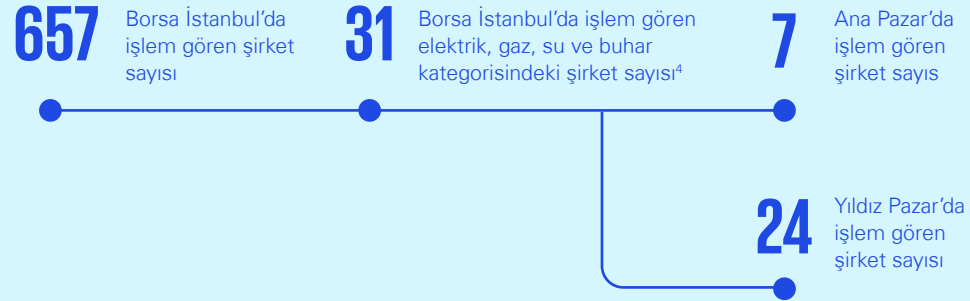 657
Borsa İstanbul’da
işlem gören şirket
sayısı
31
Borsa İstanbul’da işlem gören
elektrik, gaz, su ve buhar
kategorisindeki şirket sayısı⁴
7
Ana Pazar’da
işlem gören
şirket sayıs
24
Yıldız Pazar’da
işlem gören
şirket sayısı